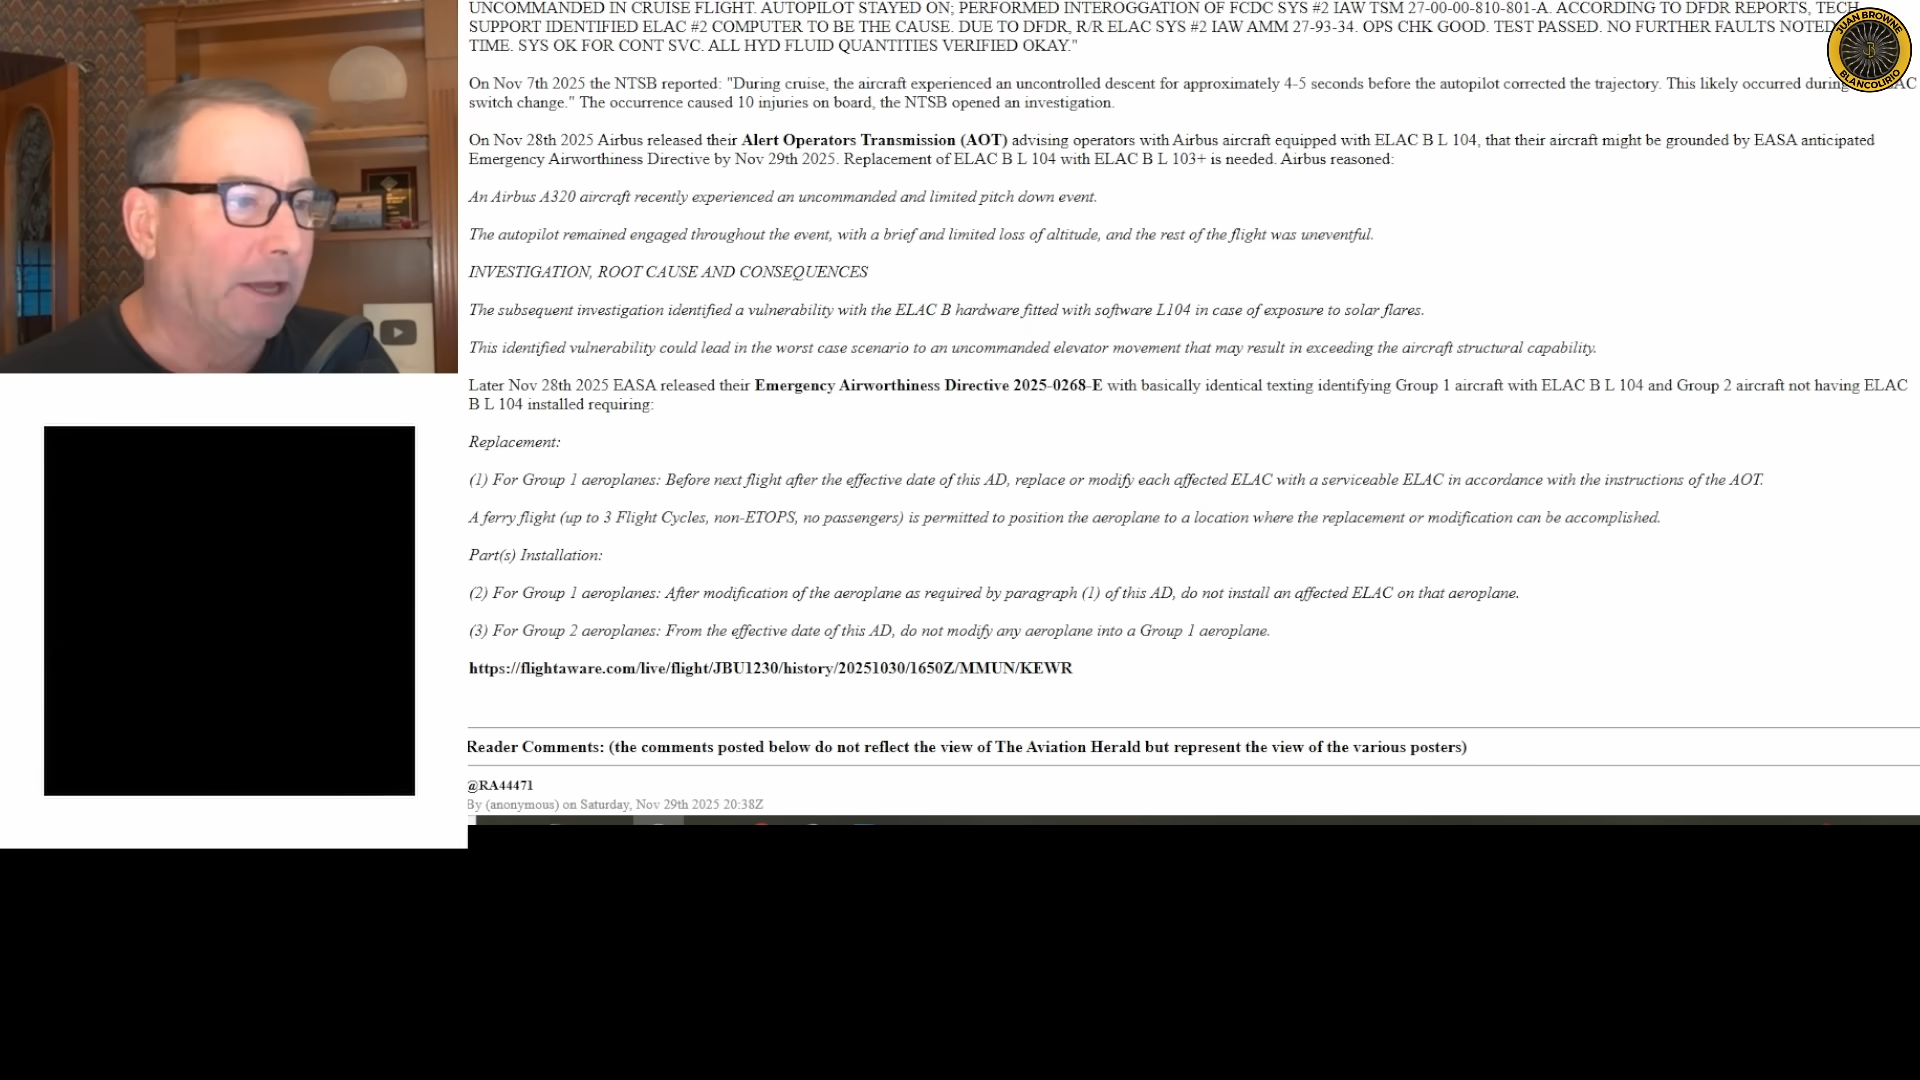 UNCOMMANDED IN CRUISE FLIGHT. AUTOPILOT STAYED ON; PERFORMED INTEROGGATION OF FCDC SYS #2 IAW TSM 27-00-00-810-801-A. ACCORDING TO DFDR REPORTS, TECH
SUPPORT IDENTIFIED ELAC #2 COMPUTER TO BE THE CAUSE. DUE TO DFDR, R/R ELAC SYS #2 IAW AMM 27-93-34. OPS CHK GOOD. TEST PASSED. NO FURTHER FAULTS NOTED
TIME. SYS OK FOR CONT SVC. ALL HYD FLUID QUANTITIES VERIFIED OKAY."
JUAN BROWNE
JB
BLANCOLIRIO
On Nov 7th 2025 the NTSB reported: "During cruise, the aircraft experienced an uncontrolled descent for approximately 4-5 seconds before the autopilot corrected the trajectory. This likely occurred during
switch change." The occurrence caused 10 injuries on board, the NTSB opened an investigation.
On Nov 28th 2025 Airbus released their Alert Operators Transmission (AOT) advising operators with Airbus aircraft equipped with ELAC B L 104, that their aircraft might be grounded by EASA anticipated
Emergency Airworthiness Directive by Nov 29th 2025. Replacement of ELAC B L 104 with ELAC B L 103+ is needed. Airbus reasoned:
An Airbus A320 aircraft recently experienced an uncommanded and limited pitch down event.
The autopilot remained engaged throughout the event, with a brief and limited loss of altitude, and the rest of the flight was uneventful.
INVESTIGATION, ROOT CAUSE AND CONSEQUENCES
The subsequent investigation identified a vulnerability with the ELAC B hardware fitted with software L104 in case of exposure to solar flares.
This identified vulnerability could lead in the worst case scenario to an uncommanded elevator movement that may result in exceeding the aircraft structural capability.
Later Nov 28th 2025 EASA released their Emergency Airworthiness Directive 2025-0268-E with basically identical texting identifying Group 1 aircraft with ELAC B L 104 and Group 2 aircraft not having ELAC
B L 104 installed requiring:
Replacement:
(1) For Group 1 aeroplanes: Before next flight after the effective date of this AD, replace or modify each affected ELAC with a serviceable ELAC in accordance with the instructions of the AOT.
A ferry flight (up to 3 Flight Cycles, non-ETOPS, no passengers) is permitted to position the aeroplane to a location where the replacement or modification can be accomplished.
Part(s) Installation:
(2) For Group 1 aeroplanes: After modification of the aeroplane as required by paragraph (1) of this AD, do not install an affected ELAC on that aeroplane.
(3) For Group 2 aeroplanes: From the effective date of this AD, do not modify any aeroplane into a Group 1 aeroplane.
https://flightaware.com/live/flight/JBU1230/history/20251030/1650Z/MMUN/KEWR
Reader Comments: (the comments posted below do not reflect the view of The Aviation Herald but represent the view of the various posters)
@RA44471
By (anonymous) on Saturday, Nov 29th 2025 20:38Z